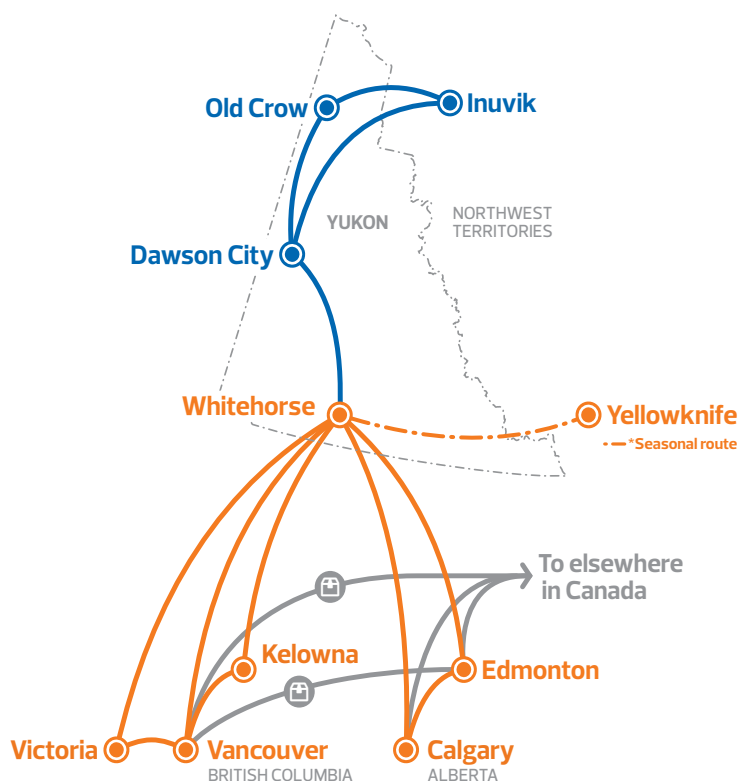 Old Crow
Inuvik
YUKON
NORTHWEST
TERRITORIES
Dawson City
Whitehorse
Yellowknife
*Seasonal route
To elsewhere
in Canada
Kelowna
Edmonton
Victoria
Vancouver
BRITISH COLUMBIA
Calgary
ALBERTA